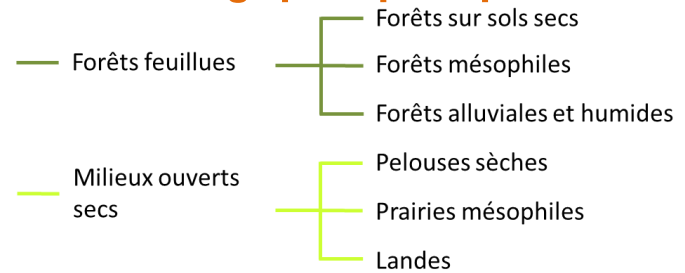 Forêts feuillues
Forêts sur sols secs
Forêts mésophiles
Forêts alluviales et humides
Milieux ouverts
secs
Pelouses sèches
Prairies mésophiles
Landes